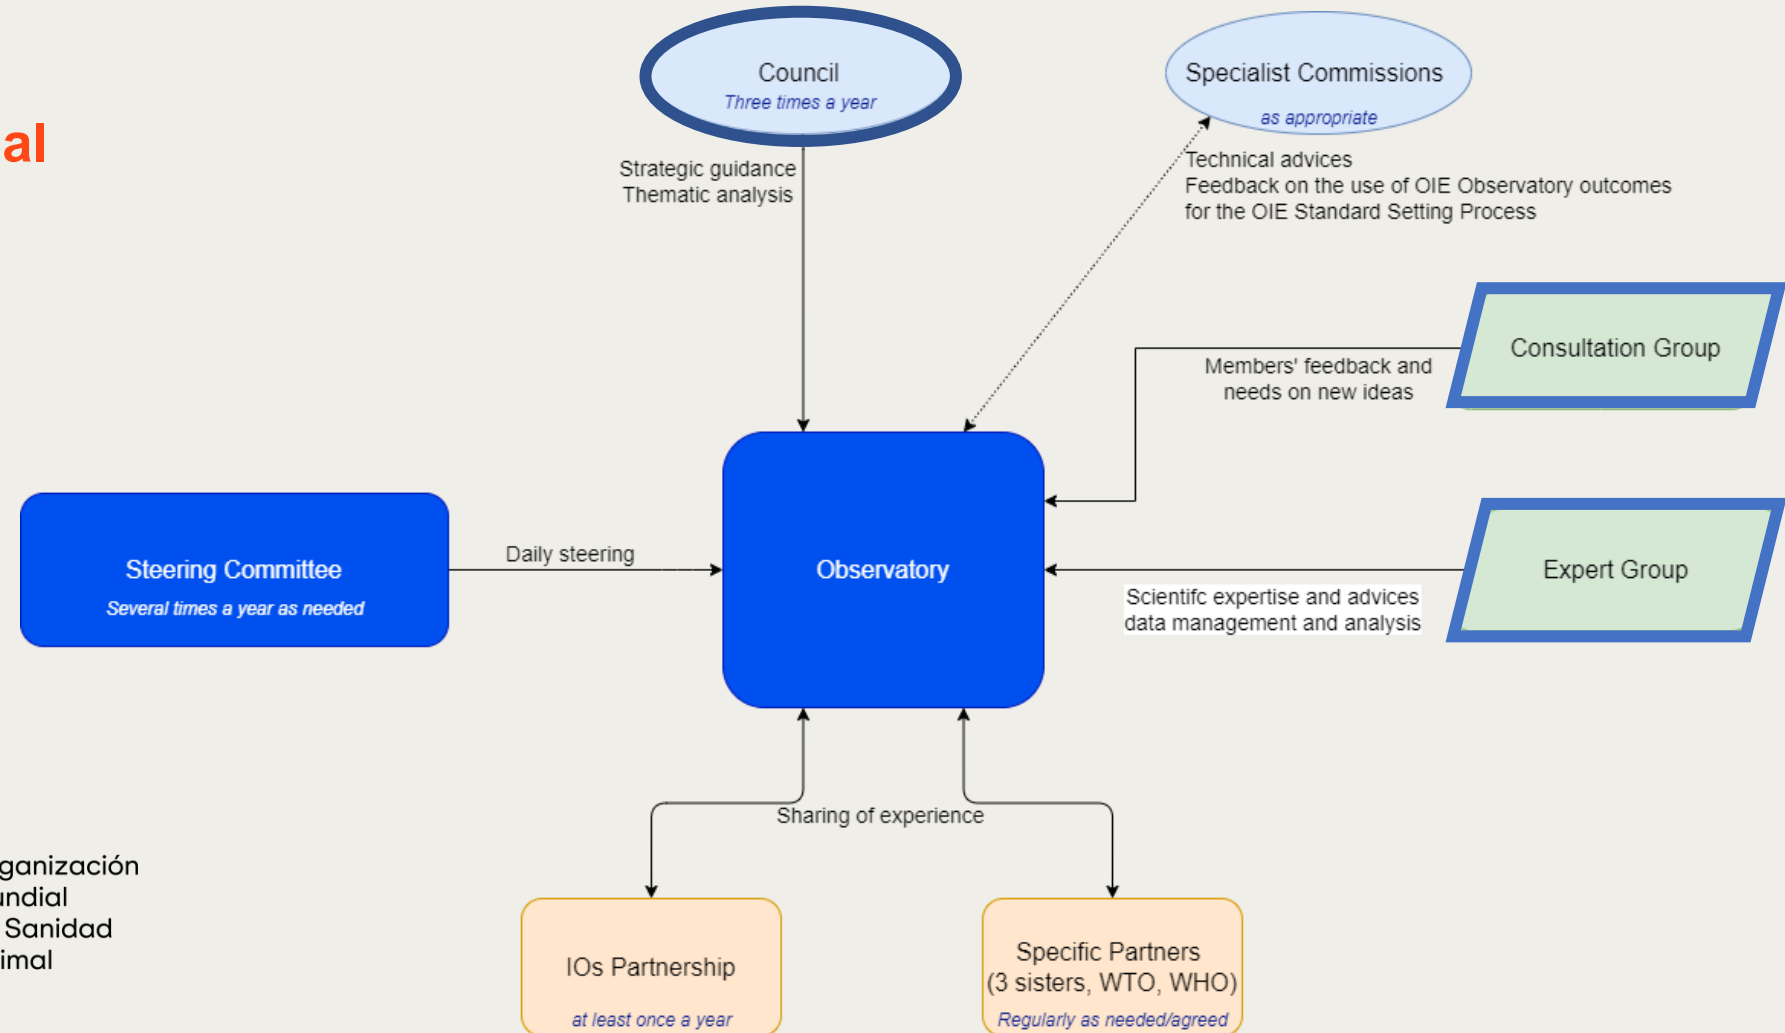 al
Council
Three times a year
Specialist Commissions
as appropriate
Strategic guidance
Thematic analysis
Technical advices
Feedback on the use of OIE Observatory outcomes
for the OIE Standard Setting Process
Consultation Group
Members' feedback and
needs on new ideas
Steering Committee
Several times a year as needed
Daily steering
Observatory
Expert Group
Scientifc expertise and advices
data management and analysis
Sharing of experience
IOs Partnership
at least once a year
Specific Partners
(3 sisters, WTO, WHO)
Regularly as needed/agreed
ganización
undial
Sanidad
imal